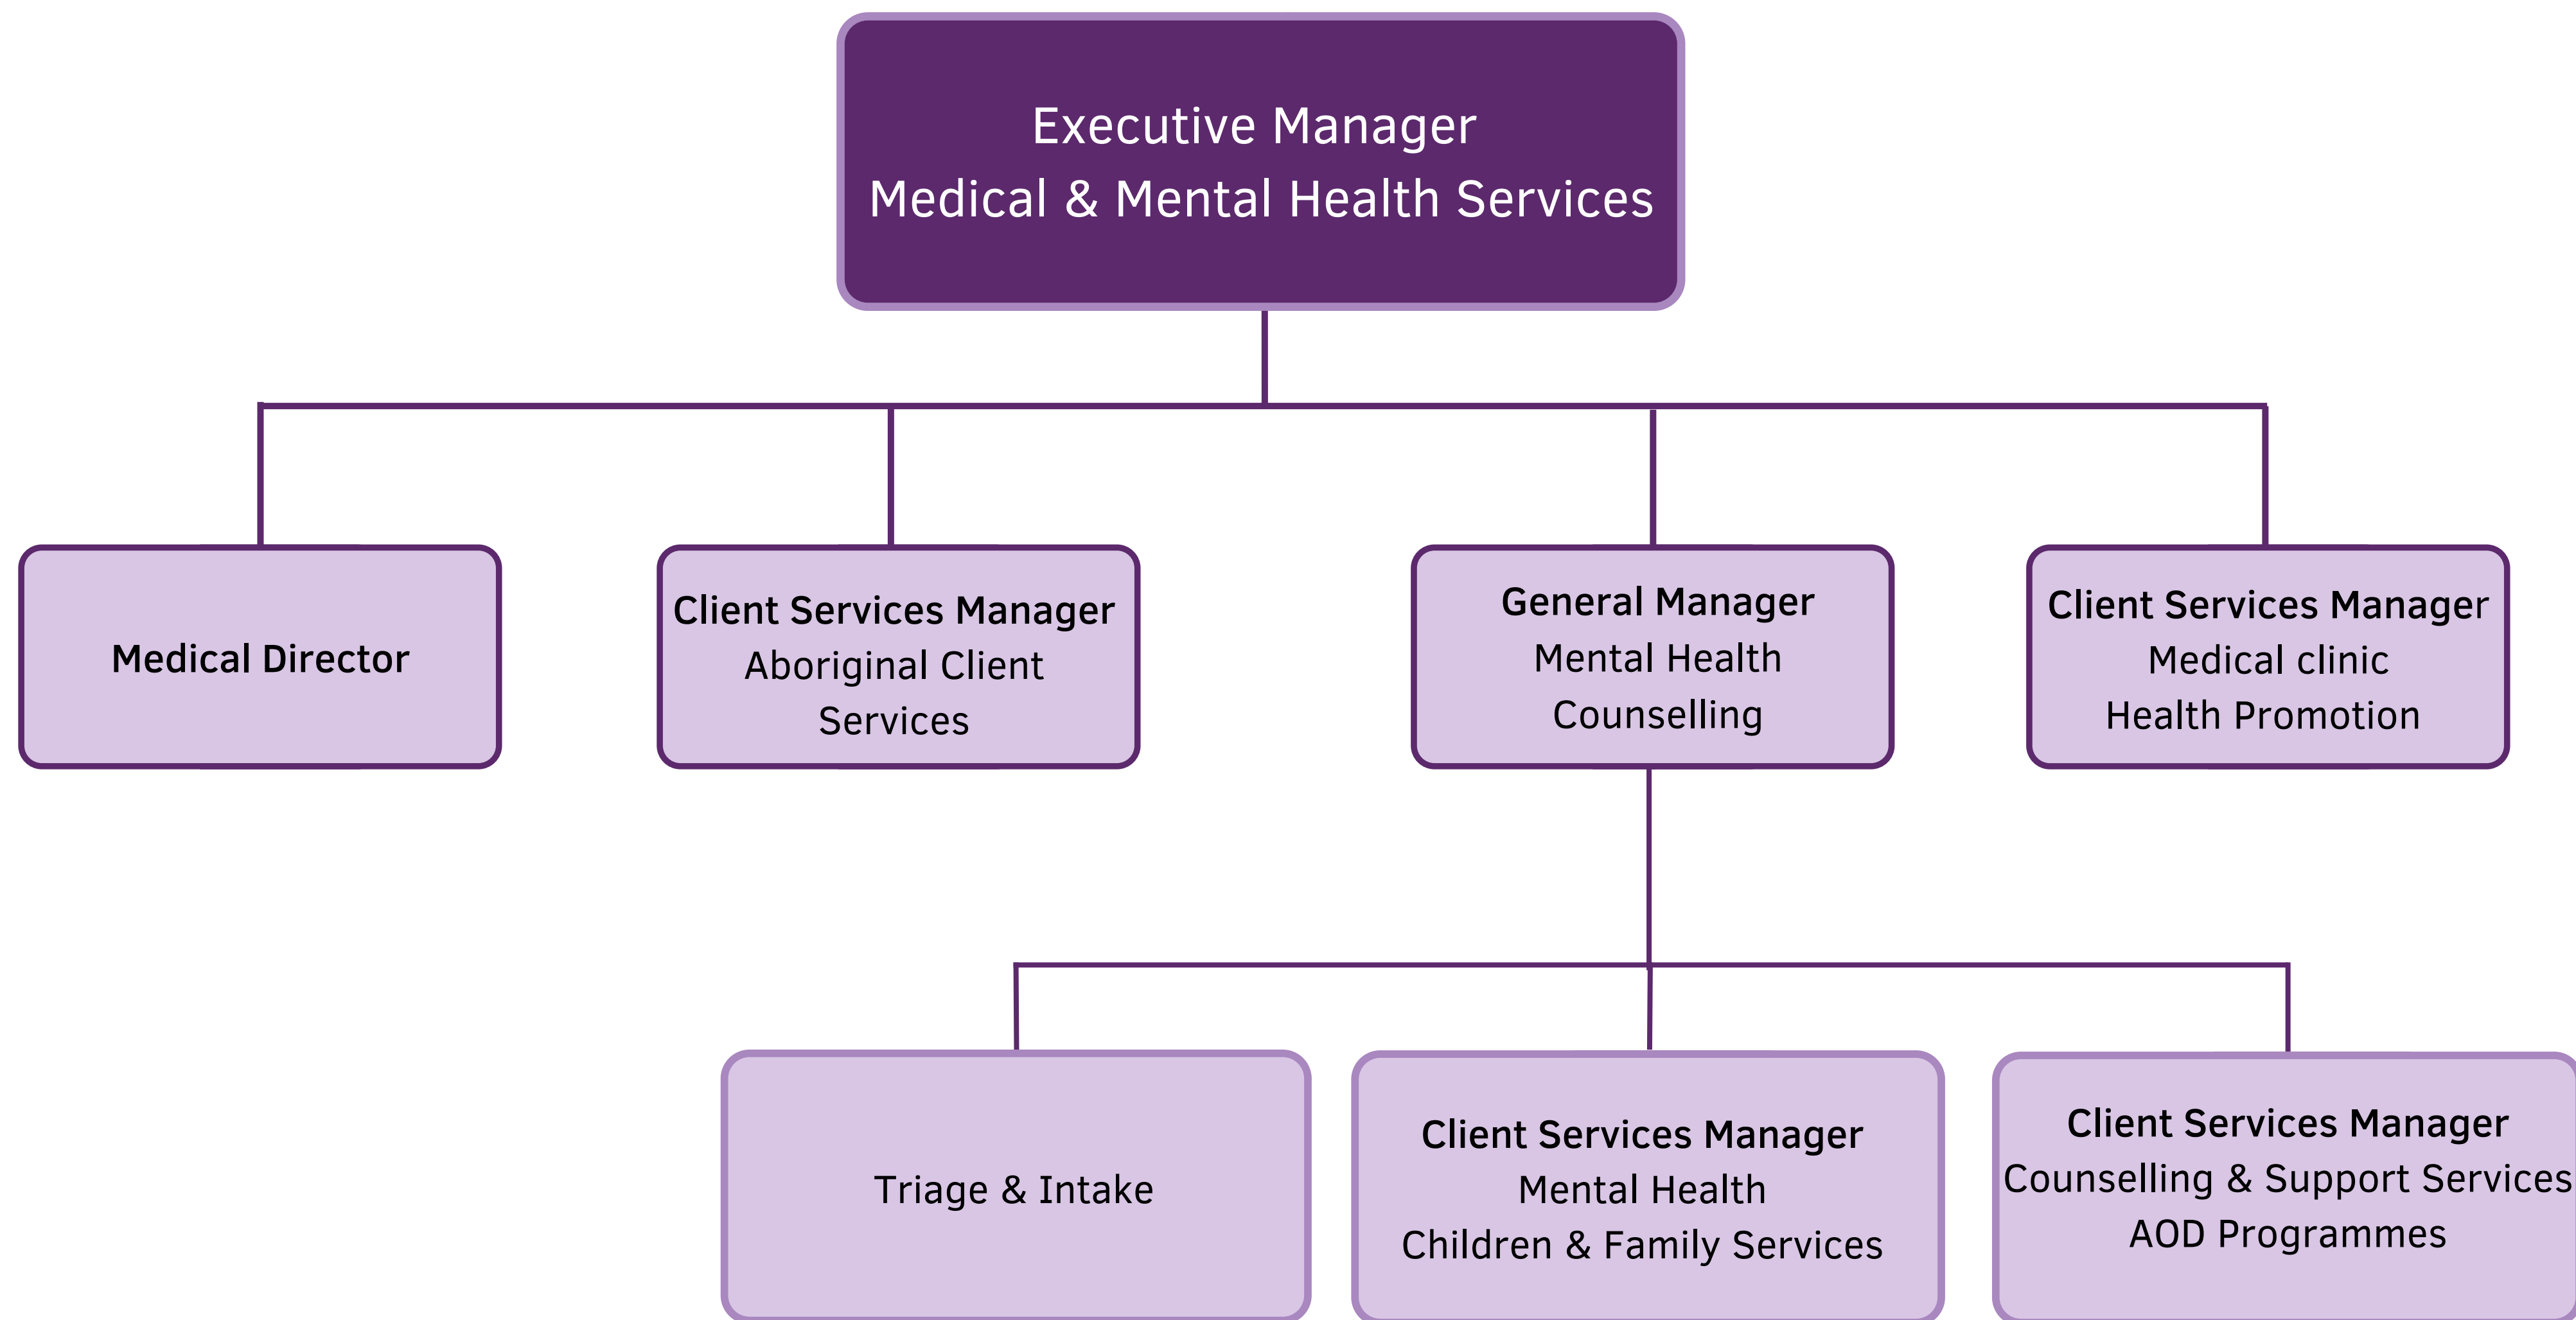 Executive Manager
Medical & Mental Health Services
Medical Director
Client Services Manager
Aboriginal Client
Services
General Manager
Mental Health
Counselling
Client Services Manager
Medical clinic
Health Promotion
Triage & Intake
Client Services Manager
Mental Health
Children & Family Services
Client Services Manager
Counselling & Support Services
AOD Programmes